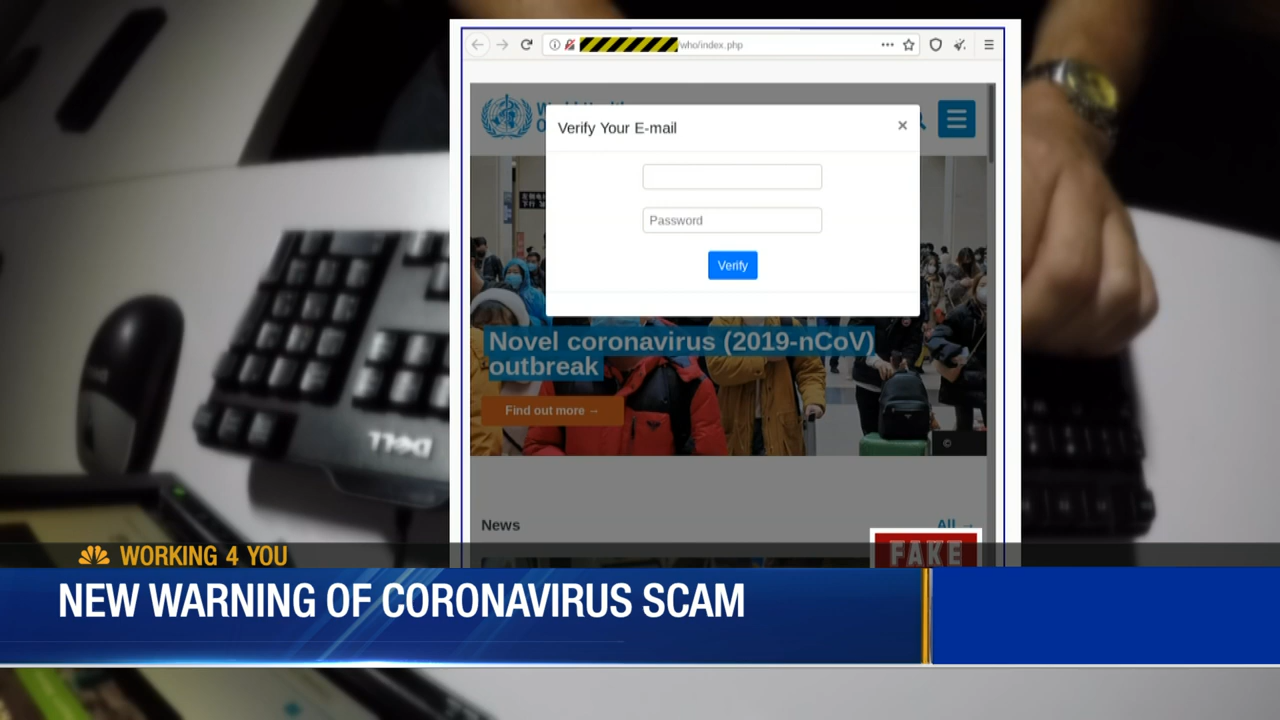 who/index.php
Verify Your E-mail
×
Password
Verify
Novel coronavirus (2019-nCoV)
outbreak
Find out more →
©
News
All →
FAKE
WORKING 4 YOU
NEW WARNING OF CORONAVIRUS SCAM
DELL